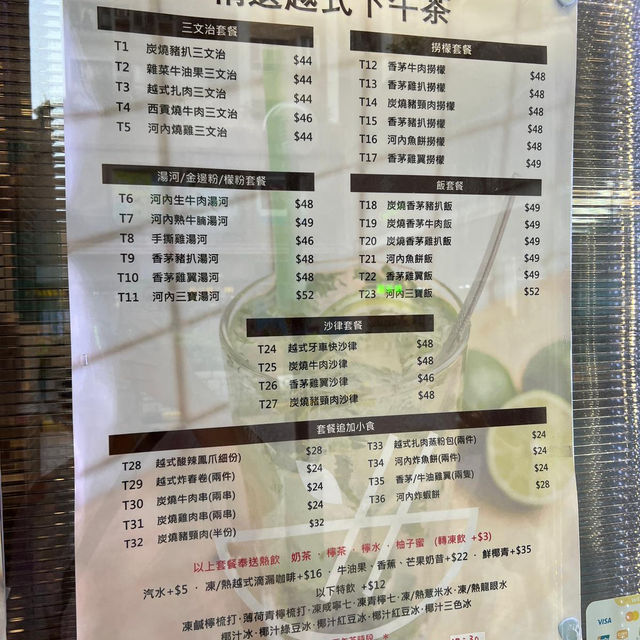 越式下午茶
三文治套餐
T1 炭燒豬扒三文治 $44
T2 雜菜牛油果三文治 $44
T3 越式扎肉三文治 $44
T4 西貢燒牛肉三文治 $46
T5 河內燒雞三文治 $44
撈檬套餐
T12 香茅牛肉撈檬 $48
T13 香茅雞扒撈檬 $48
T14 炭燒豬頸肉撈檬 $48
T15 香茅豬扒撈檬 $48
T16 河內魚餅撈檬 $48
T17 香茅雞翼撈檬 $49
湯河/金邊粉/檬粉套餐
T6 河內生牛肉湯河 $48
T7 河內熟牛腩湯河 $49
T8 手撕雞湯河 $46
T9 香茅豬扒湯河 $48
T10 香茅雞翼湯河 $48
T11 河內三寶湯河 $52
飯套餐
T18 炭燒香茅豬扒飯 $49
T19 炭燒香茅牛肉飯 $49
T20 炭燒香茅雞扒飯 $49
T21 河內魚餅飯 $49
T22 香茅雞翼飯 $49
T23 河內三寶飯 $52
沙律套餐
T24 越式牙車快沙律 $48
T25 炭燒牛肉沙律 $48
T26 香茅雞翼沙律 $46
T27 炭燒豬頸肉沙律 $48
套餐追加小食
T28 越式酸辣鳳爪(細份) $28
T29 越式炸春卷(兩件) $24
T30 炭燒牛肉串(兩串) $24
T31 炭燒雞肉串(兩串) $24
T32 炭燒豬頸肉(半份) $32
T33 越式扎肉蒸粉包(兩件) $24
T34 河內炸魚餅(兩件) $24
T35 香茅/牛油雞翼(兩隻) $24
T36 河內炸蝦餅 $28
以上套餐奉送熱飲 奶茶 · 檸茶 · 檸水 · 柚子蜜 (轉凍飲 +$3)
汽水+$5 · 凍/熱越式滴漏咖啡+$16 · 牛油果、香蕉、芒果奶昔+$22 · 鮮椰青+$35
以下特飲 +$12
凍鹹檸梳打·薄荷青檸梳打·凍咸寧七·凍青檸七·凍/熱薏米水·凍/熱龍眼水
椰汁冰·椰汁綠豆冰·椰汁紅豆冰·椰汁紅豆冰·椰汁三色冰
VISA